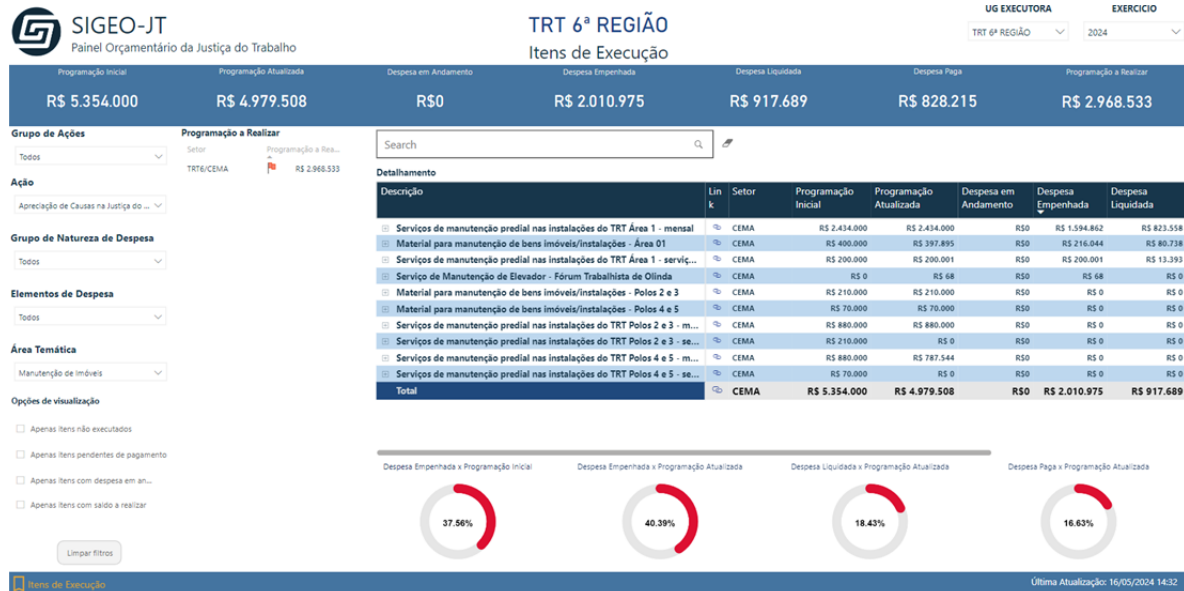 SIGEO-JT
Painel Orçamentário da Justiça do Trabalho
TRT 6ª REGIÃO
Itens de Execução
UG EXECUTORA
TRT 6ª REGIÃO
EXERCICIO
2024
Programação Inicial
R$ 5.354.000
Programação Atualizada
R$ 4.979.508
Despesa em Andamento
R$0
Despesa Empenhada
R$ 2.010.975
Despesa Liquidada
R$ 917.689
Despesa Paga
R$ 828.215
Programação a Realizar
R$ 2.968.533
Grupo de Ações
Todos
Ação
Apreciação de Causas na Justiça do ...
Grupo de Natureza de Despesa
Todos
Elementos de Despesa
Todos
Área Temática
Manutenção de Imóveis
Opções de visualização
Apenas itens não executados
Apenas itens pendentes de pagamento
Apenas itens com despesa em an...
Apenas itens com saldo a realizar
Limpar filtros
Programação a Realizar
Setor Programação a Rea...
TRT6/CEMA R$ 2.968.533
Search
Detalhamento
Descrição Link Setor Programação Inicial Programação Atualizada Despesa em Andamento Despesa Empenhada Despesa Liquidada
Serviços de manutenção predial nas instalações do TRT Área 1 - mensal CEMA R$ 2.434.000 R$ 2.434.000 R$0 R$ 1.594.862 R$ 823.558
Material para manutenção de bens imóveis/instalações - Área 01 CEMA R$ 400.000 R$ 397.895 R$0 R$ 216.044 R$ 80.738
Serviços de manutenção predial nas instalações do TRT Área 1 - serviç... CEMA R$ 200.000 R$ 200.001 R$0 R$ 200.001 R$ 13.393
Serviço de Manutenção de Elevador - Fórum Trabalhista de Olinda CEMA R$ 0 R$ 68 R$0 R$ 68 R$ 0
Material para manutenção de bens imóveis/instalações - Polos 2 e 3 CEMA R$ 210.000 R$ 210.000 R$0 R$ 0 R$ 0
Material para manutenção de bens imóveis/instalações - Polos 4 e 5 CEMA R$ 70.000 R$ 70.000 R$0 R$ 0 R$ 0
Serviços de manutenção predial nas instalações do TRT Polos 2 e 3 - m... CEMA R$ 880.000 R$ 880.000 R$0 R$ 0 R$ 0
Serviços de manutenção predial nas instalações do TRT Polos 2 e 3 - se... CEMA R$ 210.000 R$ 0 R$0 R$ 0 R$ 0
Serviços de manutenção predial nas instalações do TRT Polos 4 e 5 - m... CEMA R$ 880.000 R$ 787.544 R$0 R$ 0 R$ 0
Serviços de manutenção predial nas instalações do TRT Polos 4 e 5 - se... CEMA R$ 70.000 R$ 0 R$0 R$ 0 R$ 0
Total CEMA R$ 5.354.000 R$ 4.979.508 R$0 R$ 2.010.975 R$ 917.689
Despesa Empenhada x Programação Inicial
37.56%
Despesa Empenhada x Programação Atualizada
40.39%
Despesa Liquidada x Programação Atualizada
18.43%
Despesa Paga x Programação Atualizada
16.63%
Itens de Execução
Última Atualização: 16/05/2024 14:32